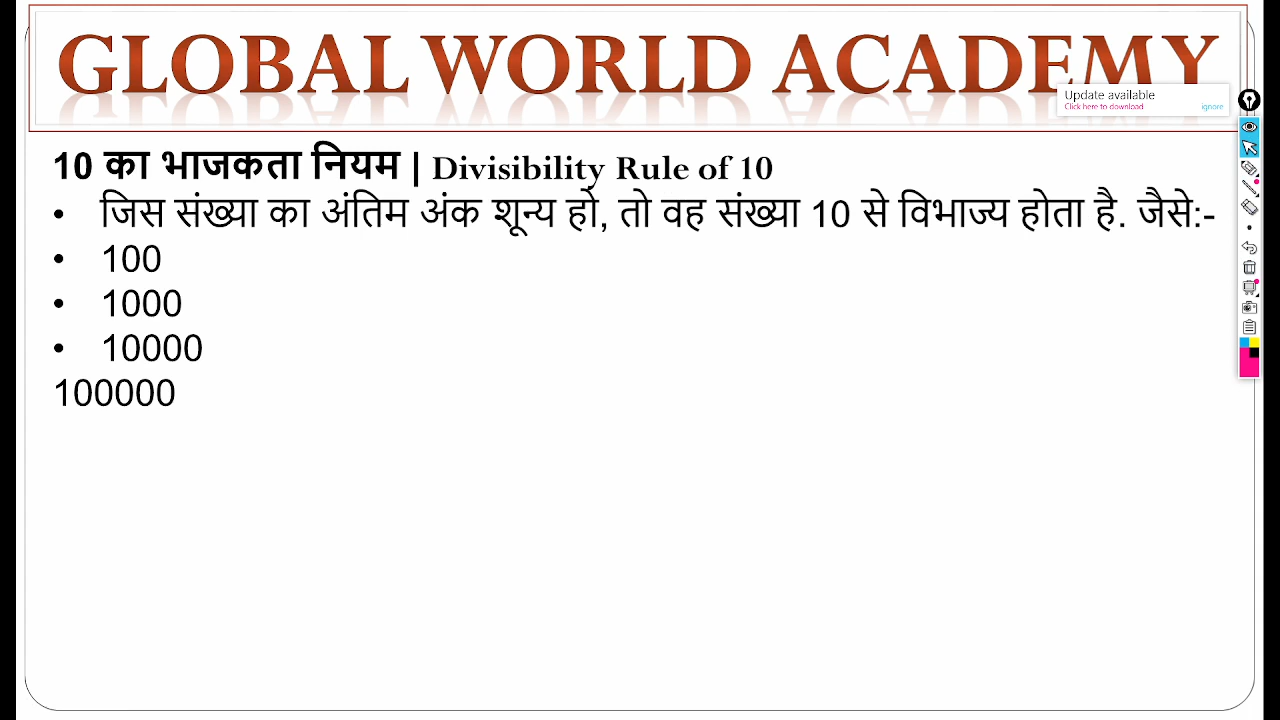 GLOBAL WORLD ACADEMY
Update available
Click here to download ignore
10 का भाजकता नियम | Divisibility Rule of 10
• जिस संख्या का अंतिम अंक शून्य हो, तो वह संख्या 10 से विभाज्य होता है. जैसे:-
• 100
• 1000
• 10000
100000